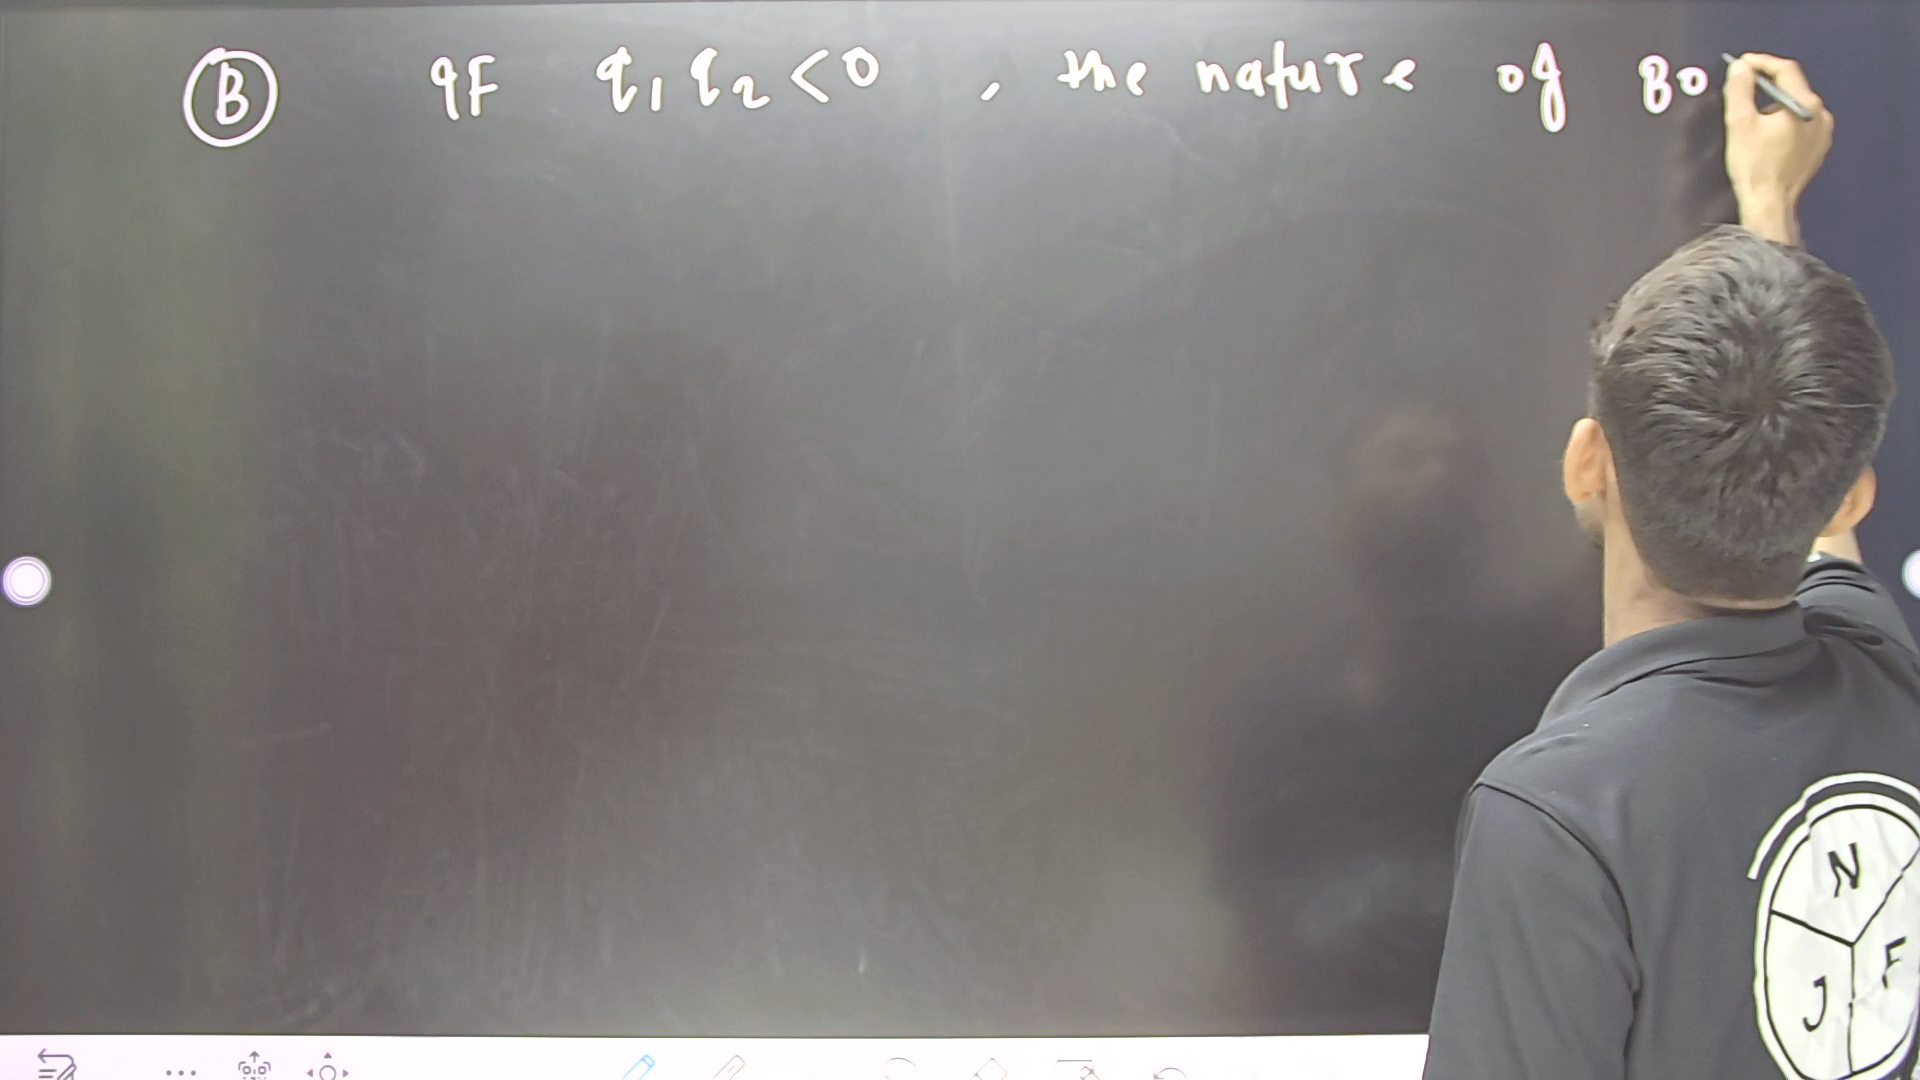 B IF q₁q₂<0, the nature of Bo
N
J F